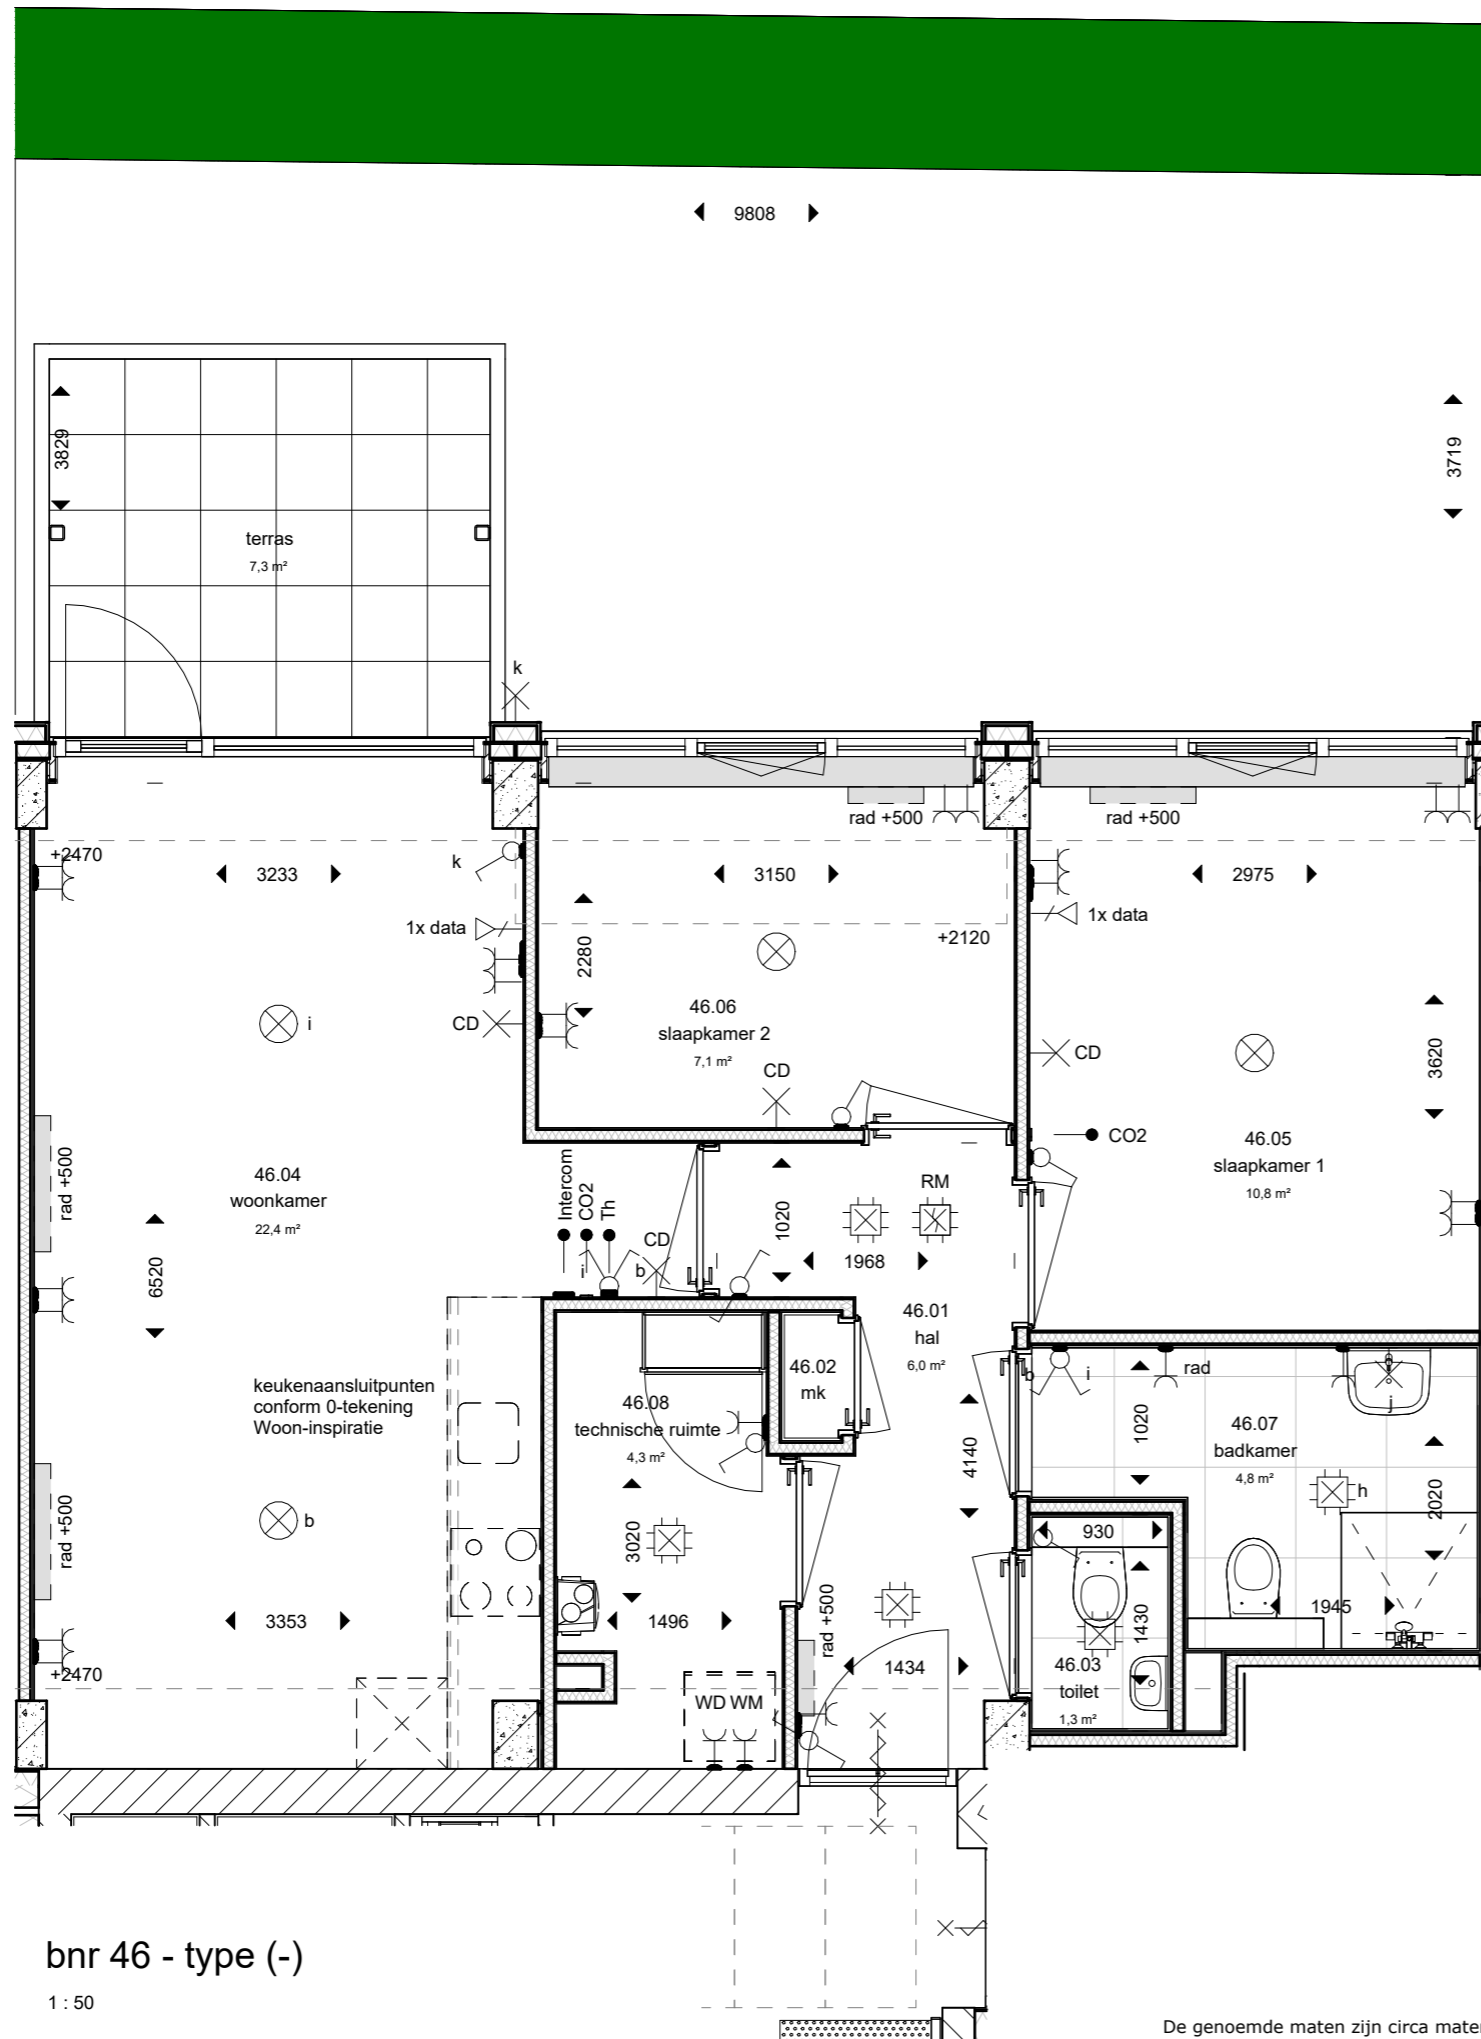 9808
3829
3719
terras
7,3 m²
k
rad +500
rad +500
+2470
3233
k
3150
2975
1x data
1x data
+2120
2280
46.06
slaapkamer 2
7,1 m²
i
CD
CD
CD
3620
CO2
46.05
slaapkamer 1
10,8 m²
rad +500
46.04
woonkamer
22,4 m²
Intercom
CO2
Th
CD
i
b
1020
RM
1968
6520
46.01
hal
6,0 m²
keukenaansluitpunten
conform 0-tekening
Woon-inspiratie
46.02
mk
46.08
technische ruimte
4,3 m²
i
rad
j
1020
46.07
badkamer
4,8 m²
4140
h
2020
rad +500
b
3020
930
1430
1945
3353
1496
rad +500
1434
46.03
toilet
1,3 m²
+2470
WD WM
bnr 46 - type (-)
1 : 50
De genoemde maten zijn circa mate